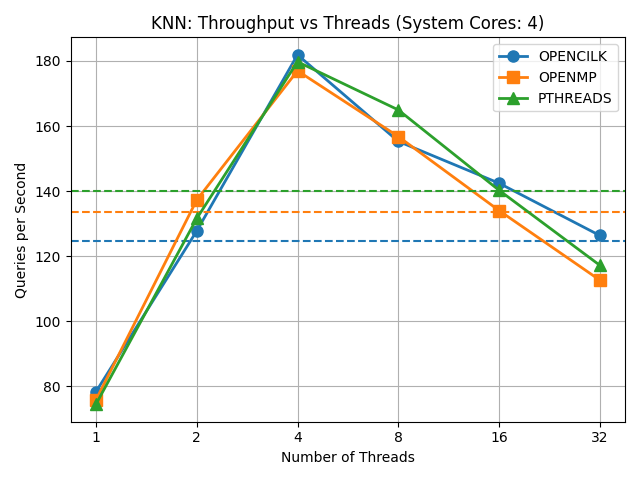 KNN: Throughput vs Threads (System Cores: 4)
OPENCILK
OPENMP
PTHREADS
Queries per Second
180
160
140
120
100
80
1 2 4 8 16 32
Number of Threads